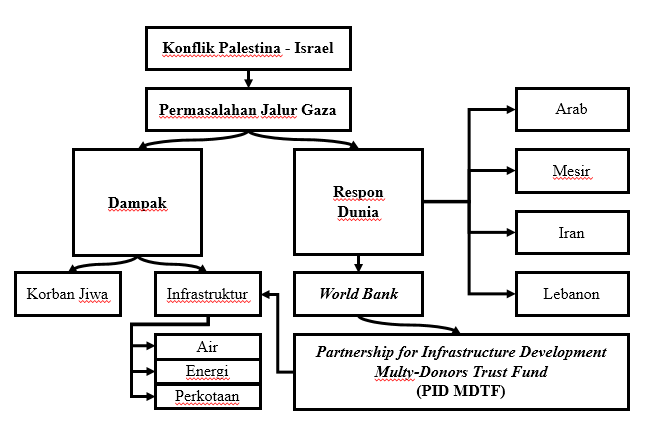 Konflik Palestina - Israel
Permasalahan Jalur Gaza
Dampak
Respon
Dunia
Arab
Mesir
Iran
Lebanon
Korban Jiwa
Infrastruktur
World Bank
Air
Energi
Perkotaan
Partnership for Infrastructure Development
Multy-Donors Trust Fund
(PID MDTF)